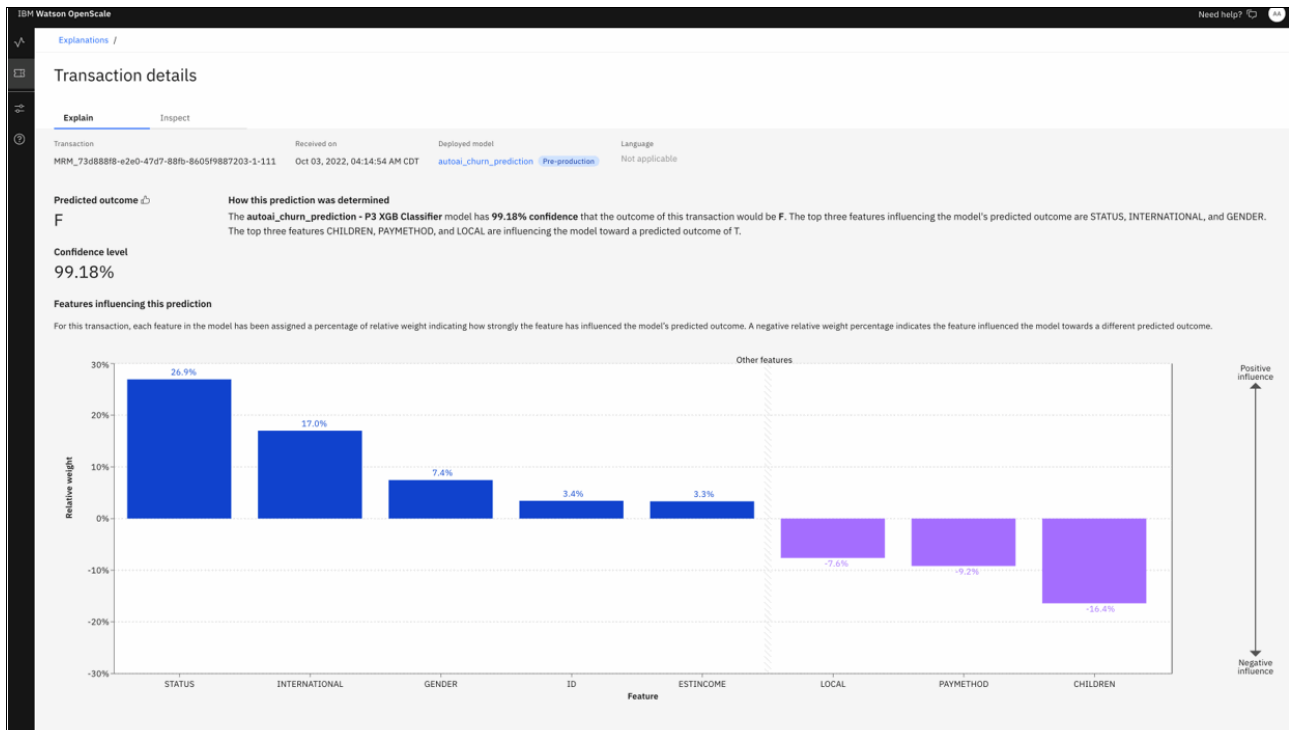 IBM Watson OpenScale
Need help?
AA
Explanations /
Transaction details
Explain
Inspect
Transaction
Received on
Deployed model
Language
MRM_73d888f8-e2e0-47d7-88fb-8605f9887203-1-111
Oct 03, 2022, 04:14:54 AM CDT
autoai_churn_prediction
Pre-production
Not applicable
Predicted outcome
F
How this prediction was determined
The autoai_churn_prediction - P3 XGB Classifier model has 99.18% confidence that the outcome of this transaction would be F. The top three features influencing the model's predicted outcome are STATUS, INTERNATIONAL, and GENDER.
The top three features CHILDREN, PAYMETHOD, and LOCAL are influencing the model toward a predicted outcome of T.
Confidence level
99.18%
Features influencing this prediction
For this transaction, each feature in the model has been assigned a percentage of relative weight indicating how strongly the feature has influenced the model's predicted outcome. A negative relative weight percentage indicates the feature influenced the model towards a different predicted outcome.
Other features
Relative weight
30%
20%
10%
0%
-10%
-20%
-30%
26.9%
17.0%
7.4%
3.4%
3.3%
-7.6%
-9.2%
-16.4%
STATUS
INTERNATIONAL
GENDER
ID
ESTINCOME
LOCAL
PAYMETHOD
CHILDREN
Feature
Positive
influence
Negative
influence